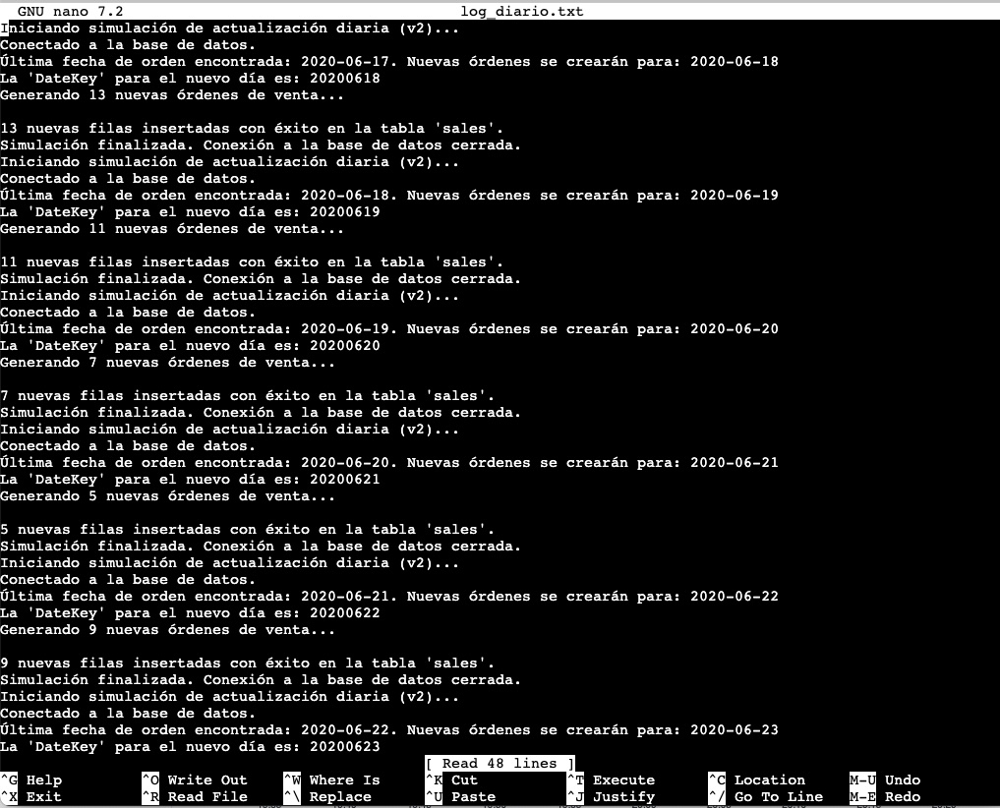 GNU nano 7.2 log_diario.txt
Iniciando simulación de actualización diaria (v2)...
Conectado a la base de datos.
Última fecha de orden encontrada: 2020-06-17. Nuevas órdenes se crearán para: 2020-06-18
La 'DateKey' para el nuevo día es: 20200618
Generando 13 nuevas órdenes de venta...

13 nuevas filas insertadas con éxito en la tabla 'sales'.
Simulación finalizada. Conexión a la base de datos cerrada.
Iniciando simulación de actualización diaria (v2)...
Conectado a la base de datos.
Última fecha de orden encontrada: 2020-06-18. Nuevas órdenes se crearán para: 2020-06-19
La 'DateKey' para el nuevo día es: 20200619
Generando 11 nuevas órdenes de venta...

11 nuevas filas insertadas con éxito en la tabla 'sales'.
Simulación finalizada. Conexión a la base de datos cerrada.
Iniciando simulación de actualización diaria (v2)...
Conectado a la base de datos.
Última fecha de orden encontrada: 2020-06-19. Nuevas órdenes se crearán para: 2020-06-20
La 'DateKey' para el nuevo día es: 20200620
Generando 7 nuevas órdenes de venta...

7 nuevas filas insertadas con éxito en la tabla 'sales'.
Simulación finalizada. Conexión a la base de datos cerrada.
Iniciando simulación de actualización diaria (v2)...
Conectado a la base de datos.
Última fecha de orden encontrada: 2020-06-20. Nuevas órdenes se crearán para: 2020-06-21
La 'DateKey' para el nuevo día es: 20200621
Generando 5 nuevas órdenes de venta...

5 nuevas filas insertadas con éxito en la tabla 'sales'.
Simulación finalizada. Conexión a la base de datos cerrada.
Iniciando simulación de actualización diaria (v2)...
Conectado a la base de datos.
Última fecha de orden encontrada: 2020-06-21. Nuevas órdenes se crearán para: 2020-06-22
La 'DateKey' para el nuevo día es: 20200622
Generando 9 nuevas órdenes de venta...

9 nuevas filas insertadas con éxito en la tabla 'sales'.
Simulación finalizada. Conexión a la base de datos cerrada.
Iniciando simulación de actualización diaria (v2)...
Conectado a la base de datos.
Última fecha de orden encontrada: 2020-06-22. Nuevas órdenes se crearán para: 2020-06-23
La 'DateKey' para el nuevo día es: 20200623
[ Read 48 lines ]
^G Help ^O Write Out ^W Where Is ^K Cut ^T Execute ^C Location M-U Undo
^X Exit ^R Read File ^\ Replace ^U Paste ^J Justify ^/ Go To Line M-E Redo